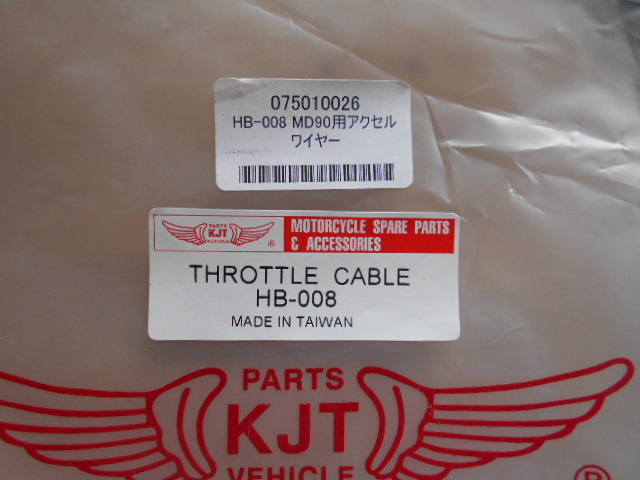 075010026
HB-008 MD90用アクセル
ワイヤー
PARTS
KJT
VEHICLE
®
MOTORCYCLE SPARE PARTS
& ACCESSORIES
THROTTLE CABLE
HB-008
MADE IN TAIWAN
PARTS
KJT
VEHICLE
®